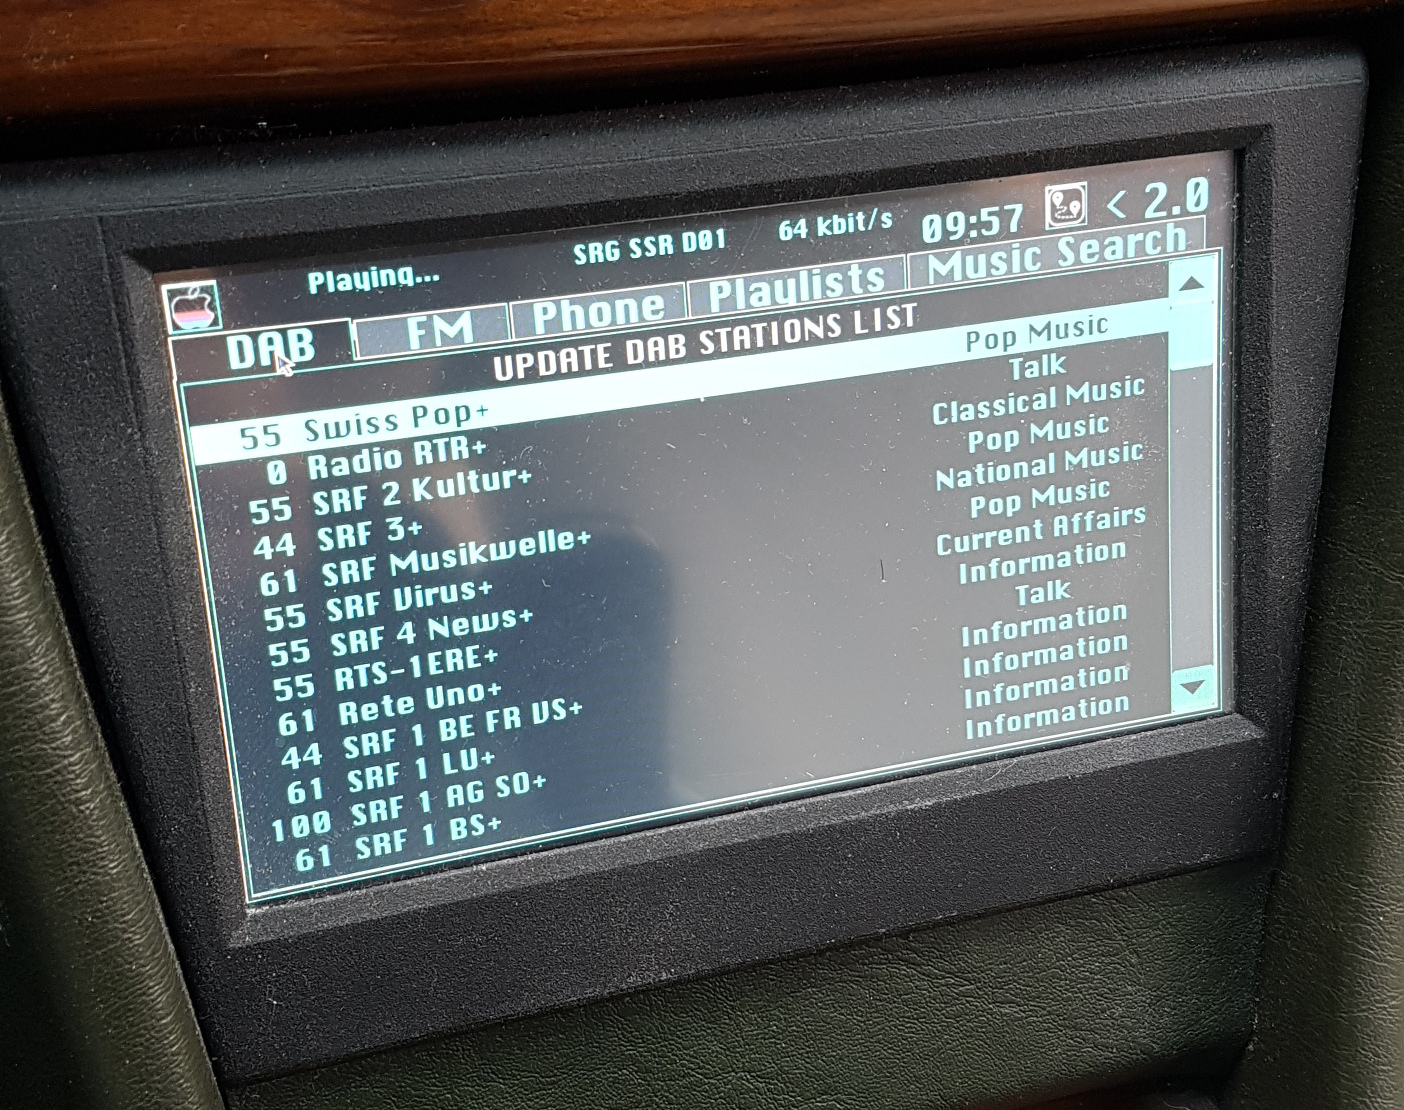 Playing... SRG SSR D01 64 kbit/s 09:57 < 2.0
DAB FM Phone Playlists Music Search
UPDATE DAB STATIONS LIST
55 Swiss Pop+ Pop Music
0 Radio RTR+ Talk
55 SRF 2 Kultur+ Classical Music
44 SRF 3+ Pop Music
61 SRF Musikwelle+ National Music
55 SRF Virus+ Pop Music
55 SRF 4 News+ Current Affairs
55 RTS-1ERE+ Information
61 Rete Uno+ Talk
44 SRF 1 BE FR VS+ Information
61 SRF 1 LU+ Information
100 SRF 1 AG SO+ Information
61 SRF 1 BS+ Information